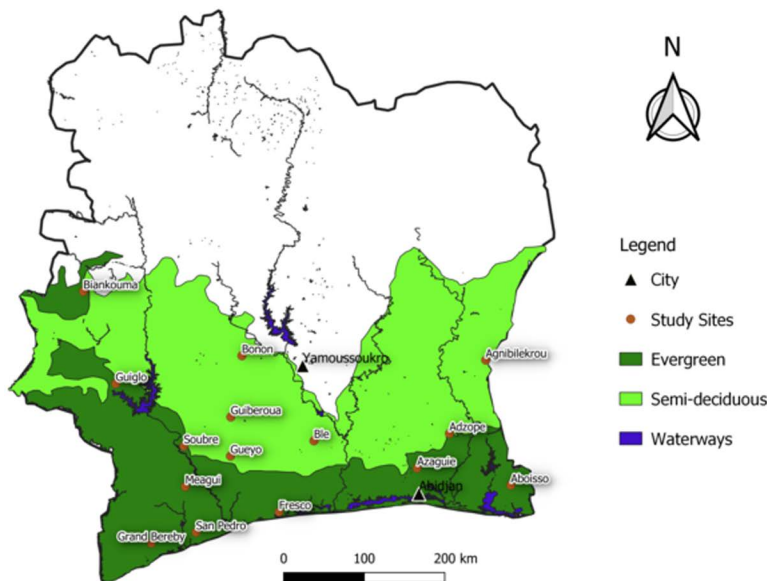 N
Legend
City
Study Sites
Evergreen
Semi-deciduous
Waterways
Biankouma
Bonon
Yamoussokro
Agnibilekrou
Guiglo
Guiberoua
Ble
Adzope
Soubre
Gueyo
Azaguie
Meagui
Abidjan
Aboisso
Fresco
San Pedro
Grand Bereby
0 100 200 km